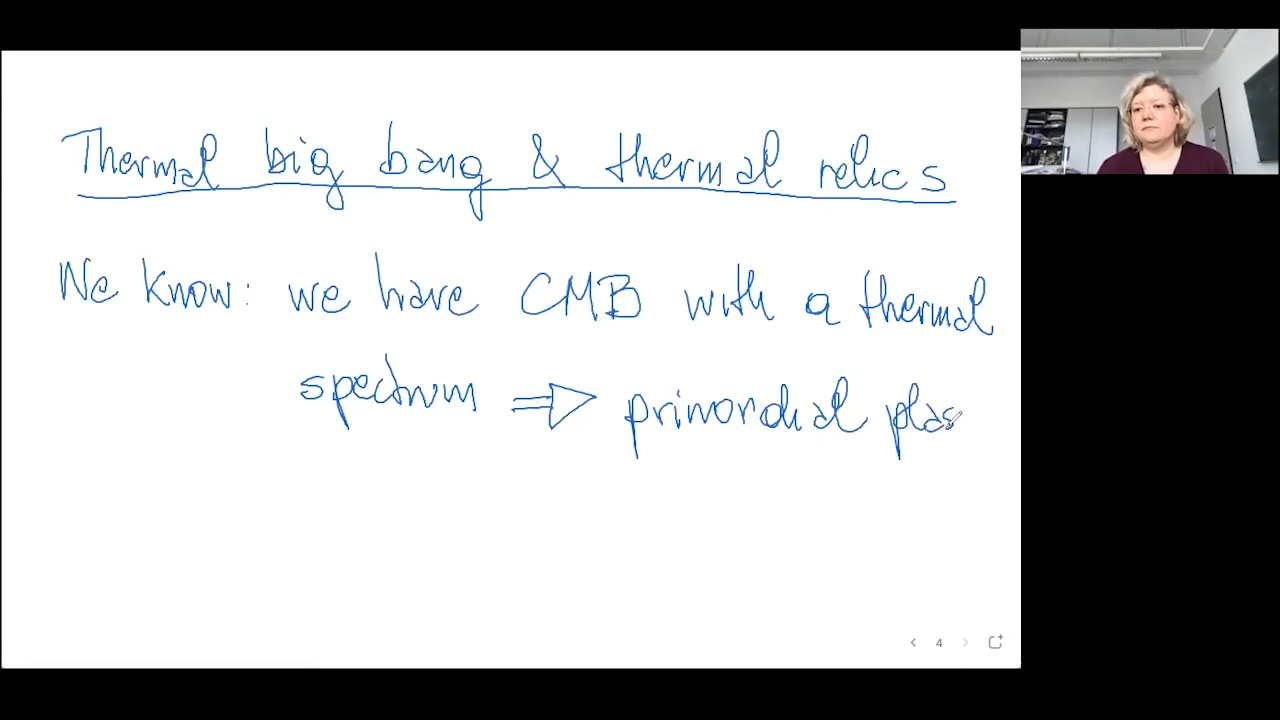 Thermal big bang & thermal relics
We know: we have CMB with a thermal
spectrum ⇒ primordial plas
4